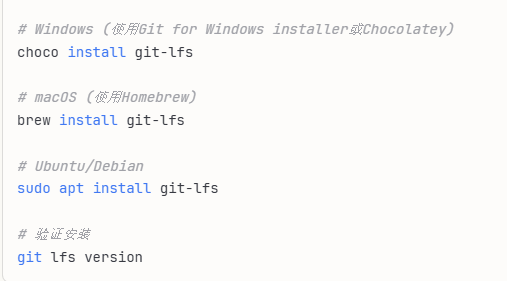 # Windows (使用Git for Windows installer或Chocolatey)
choco install git-lfs
# macOS (使用Homebrew)
brew install git-lfs
# Ubuntu/Debian
sudo apt install git-lfs
# 验证安装
git lfs version